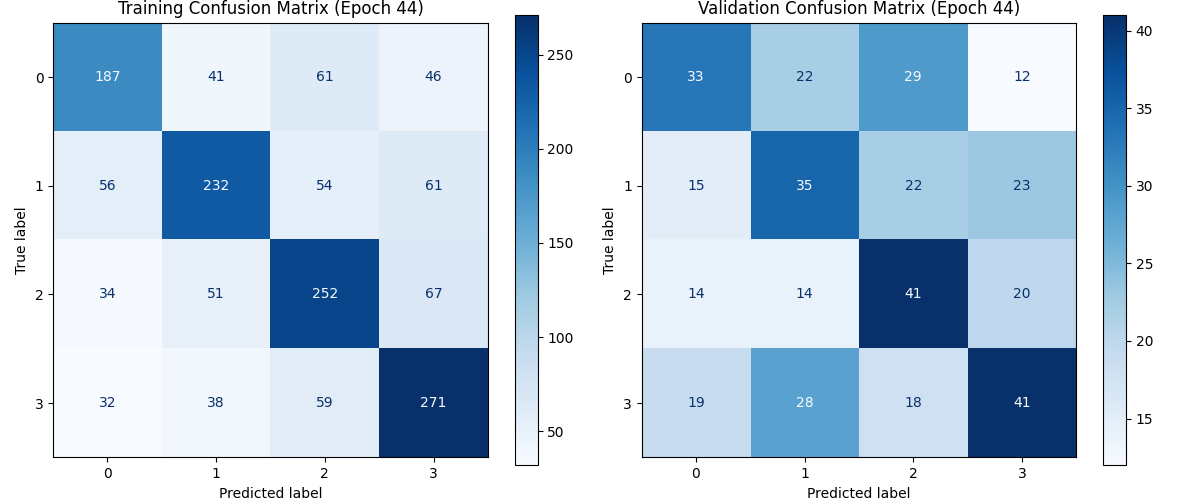 Training Confusion Matrix (Epoch 44)
True label
0
187 41 61 46
1
56 232 54 61
2
34 51 252 67
3
32 38 59 271
0 1 2 3
Predicted label
250
200
150
100
50
Validation Confusion Matrix (Epoch 44)
True label
0
33 22 29 12
1
15 35 22 23
2
14 14 41 20
3
19 28 18 41
0 1 2 3
Predicted label
40
35
30
25
20
15